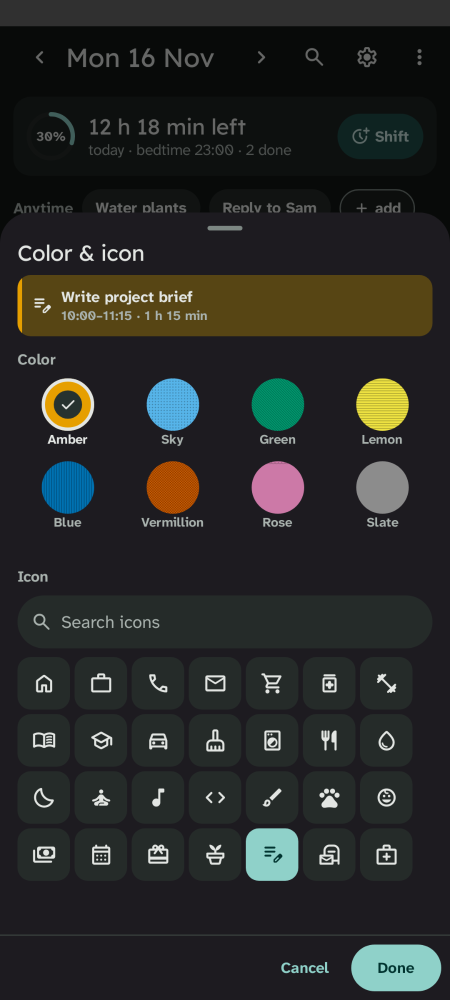 Mon 16 Nov
30%
12 h 18 min left
today · bedtime 23:00 · 2 done
Shift
Anytime
Water plants
Reply to Sam
+ add
Color & icon
Write project brief
10:00–11:15 · 1 h 15 min
Color
Amber
Sky
Green
Lemon
Blue
Vermillion
Rose
Slate
Icon
Search icons
Cancel
Done